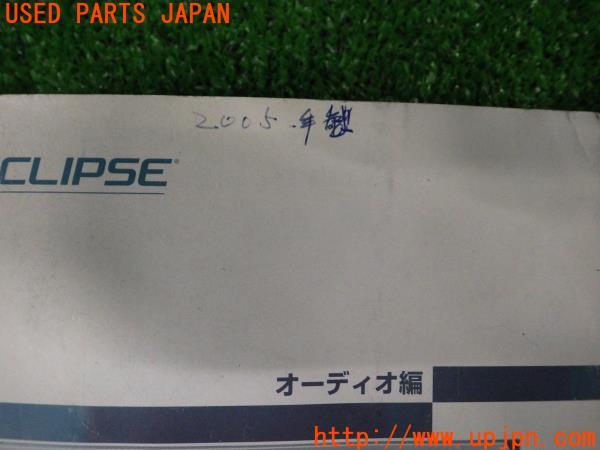 USED PARTS JAPAN
2005.年製
CLIPSE
オーディオ編
http://www.upjpn.com